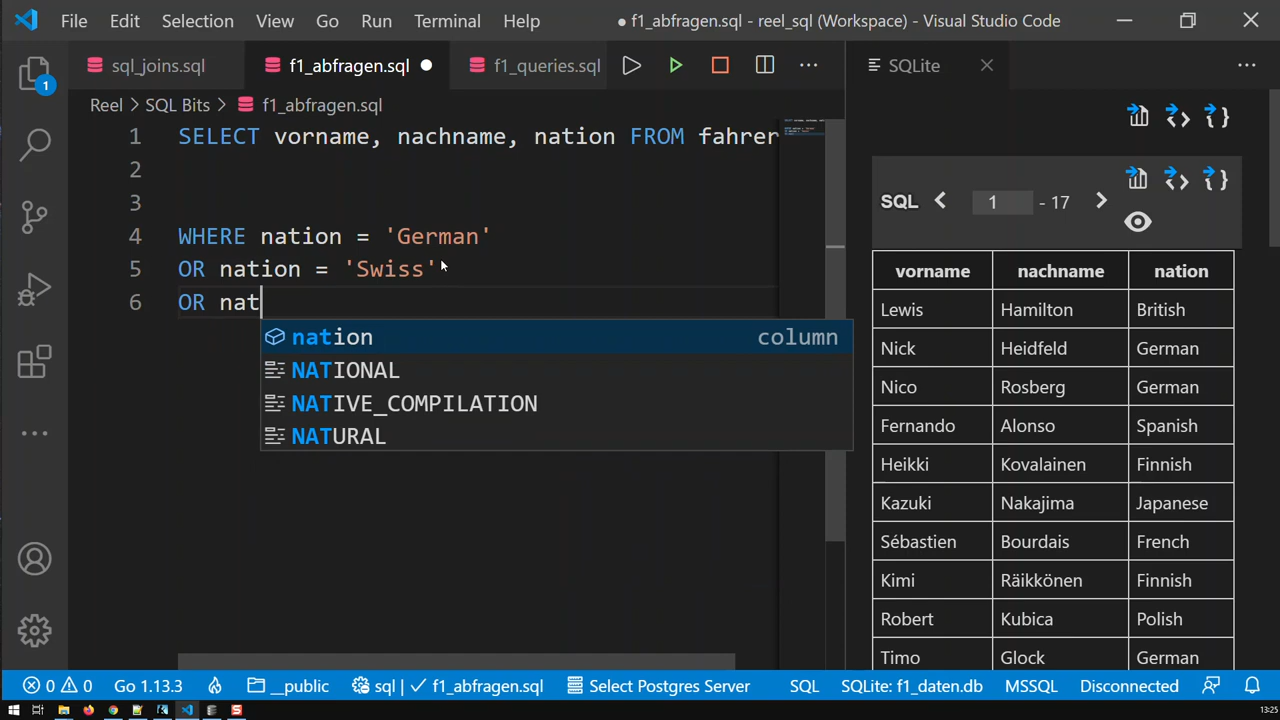 File Edit Selection View Go Run Terminal Help ● f1_abfragen.sql - reel_sql (Workspace) - Visual Studio Code
1
sql_joins.sql f1_abfragen.sql f1_queries.sql SQLite
Reel > SQL Bits > f1_abfragen.sql
1 SELECT vorname, nachname, nation FROM fahrer
2
3
4 WHERE nation = 'German'
5 OR nation = 'Swiss'
6 OR nat
nation column
NATIONAL
NATIVE_COMPILATION
NATURAL
SQL < 1 - 17 >
vorname nachname nation
Lewis Hamilton British
Nick Heidfeld German
Nico Rosberg German
Fernando Alonso Spanish
Heikki Kovalainen Finnish
Kazuki Nakajima Japanese
Sébastien Bourdais French
Kimi Räikkönen Finnish
Robert Kubica Polish
Timo Glock German
0 0 Go 1.13.3 __public sql | ✓ f1_abfragen.sql Select Postgres Server SQL SQLite: f1_daten.db MSSQL Disconnected
13:25